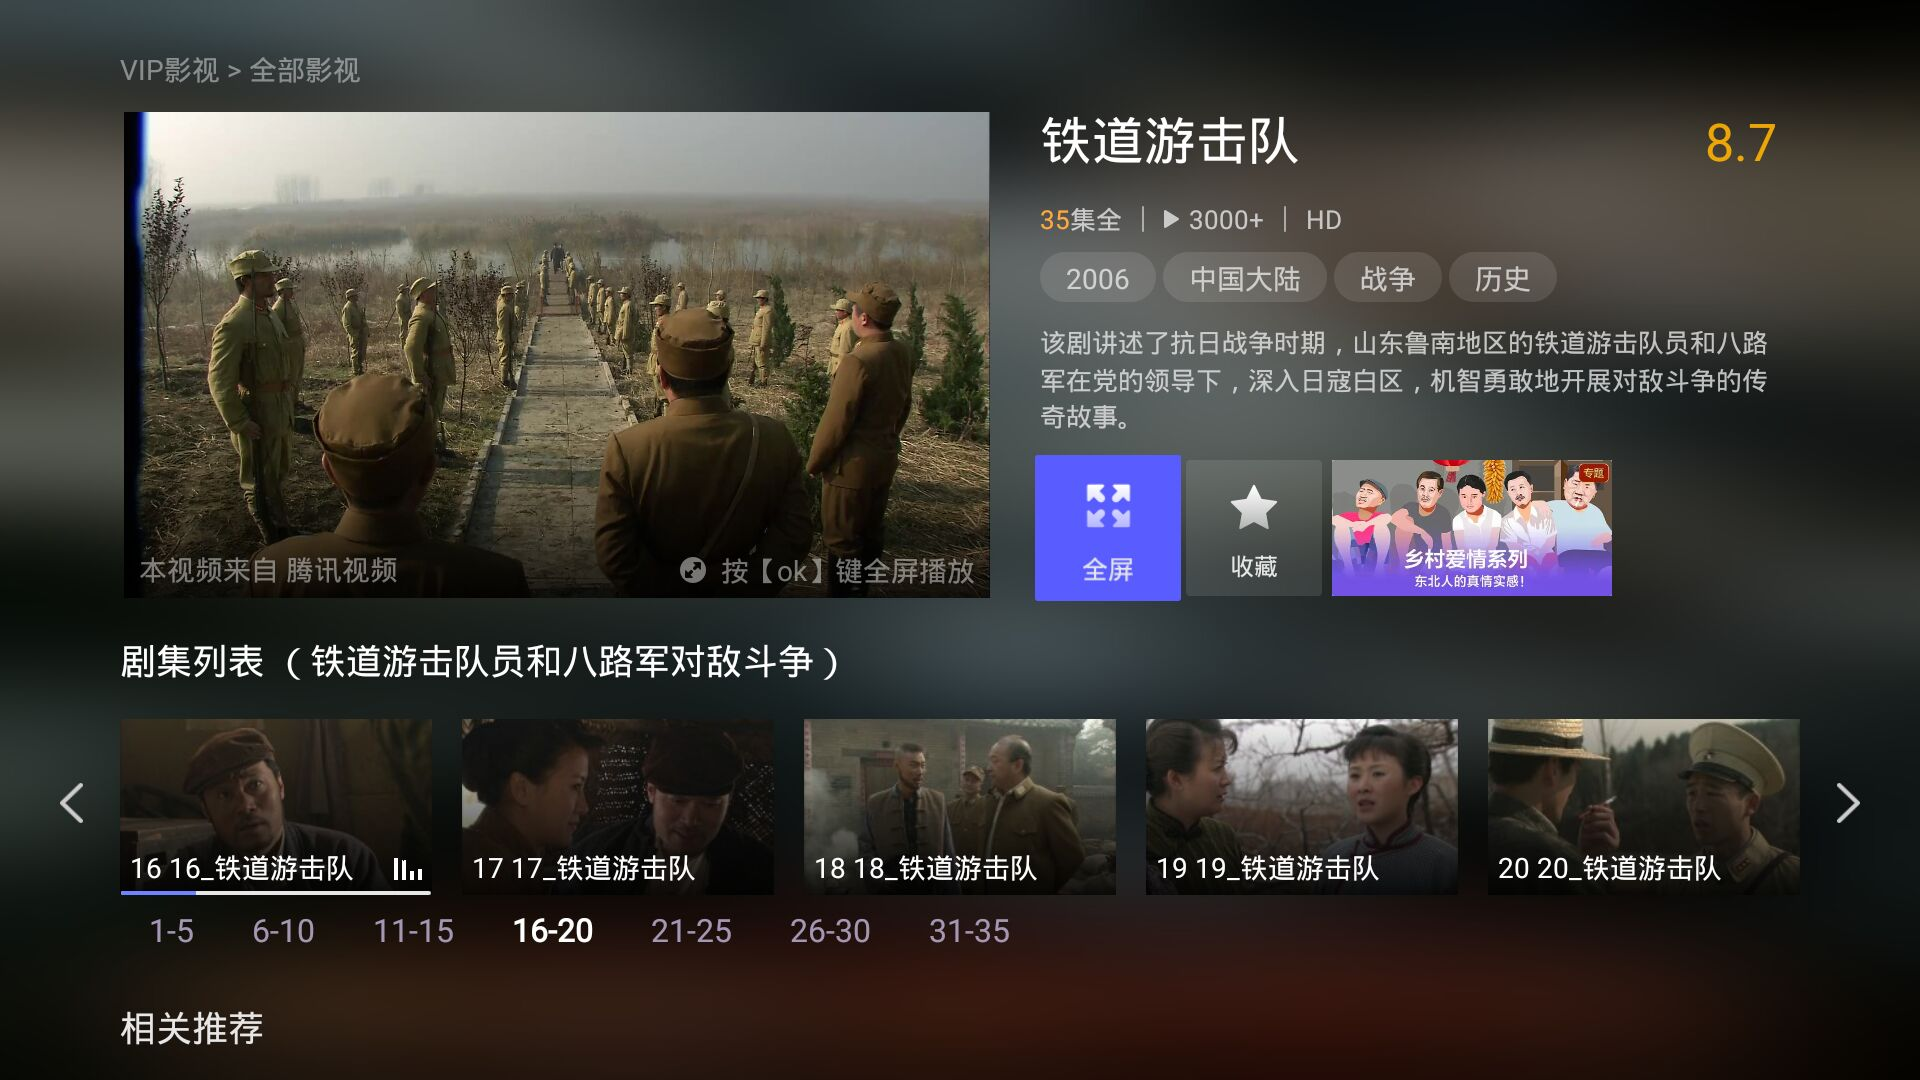 VIP影视 > 全部影视
铁道游击队
8.7
35集全 | ▶ 3000+ | HD
2006 中国大陆 战争 历史
该剧讲述了抗日战争时期，山东鲁南地区的铁道游击队员和八路
军在党的领导下，深入日寇白区，机智勇敢地开展对敌斗争的传
奇故事。
本视频来自 腾讯视频
按【ok】键全屏播放
全屏
收藏
专题
乡村爱情系列
东北人的真情实感！
剧集列表 （铁道游击队员和八路军对敌斗争）
16 16_铁道游击队
17 17_铁道游击队
18 18_铁道游击队
19 19_铁道游击队
20 20_铁道游击队
1-5 6-10 11-15 16-20 21-25 26-30 31-35
相关推荐